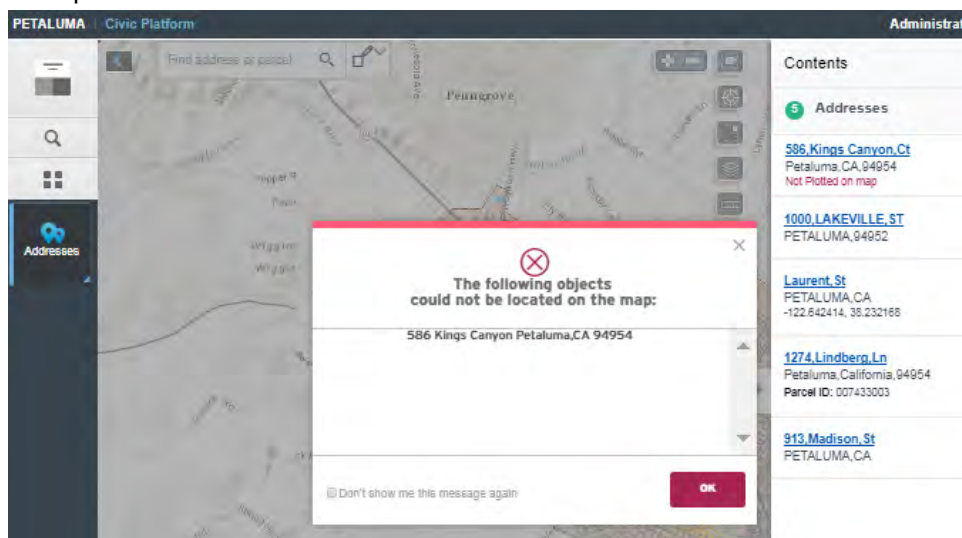 PETALUMA Civic Platform
Administrat
Find address or parcel
Penngrove
Contents
5 Addresses
586,Kings Canyon,Ct
Petaluma,CA,94954
Not Plotted on map
1000,LAKEVILLE,ST
PETALUMA,94952
Addresses
The following objects
could not be located on the map:
586 Kings Canyon Petaluma,CA 94954
Laurent,St
PETALUMA,CA
-122.642414, 38.232168
1274,Lindberg,Ln
Petaluma,California,94954
Parcel ID: 007433003
913,Madison,St
PETALUMA,CA
Don't show me this message again
OK